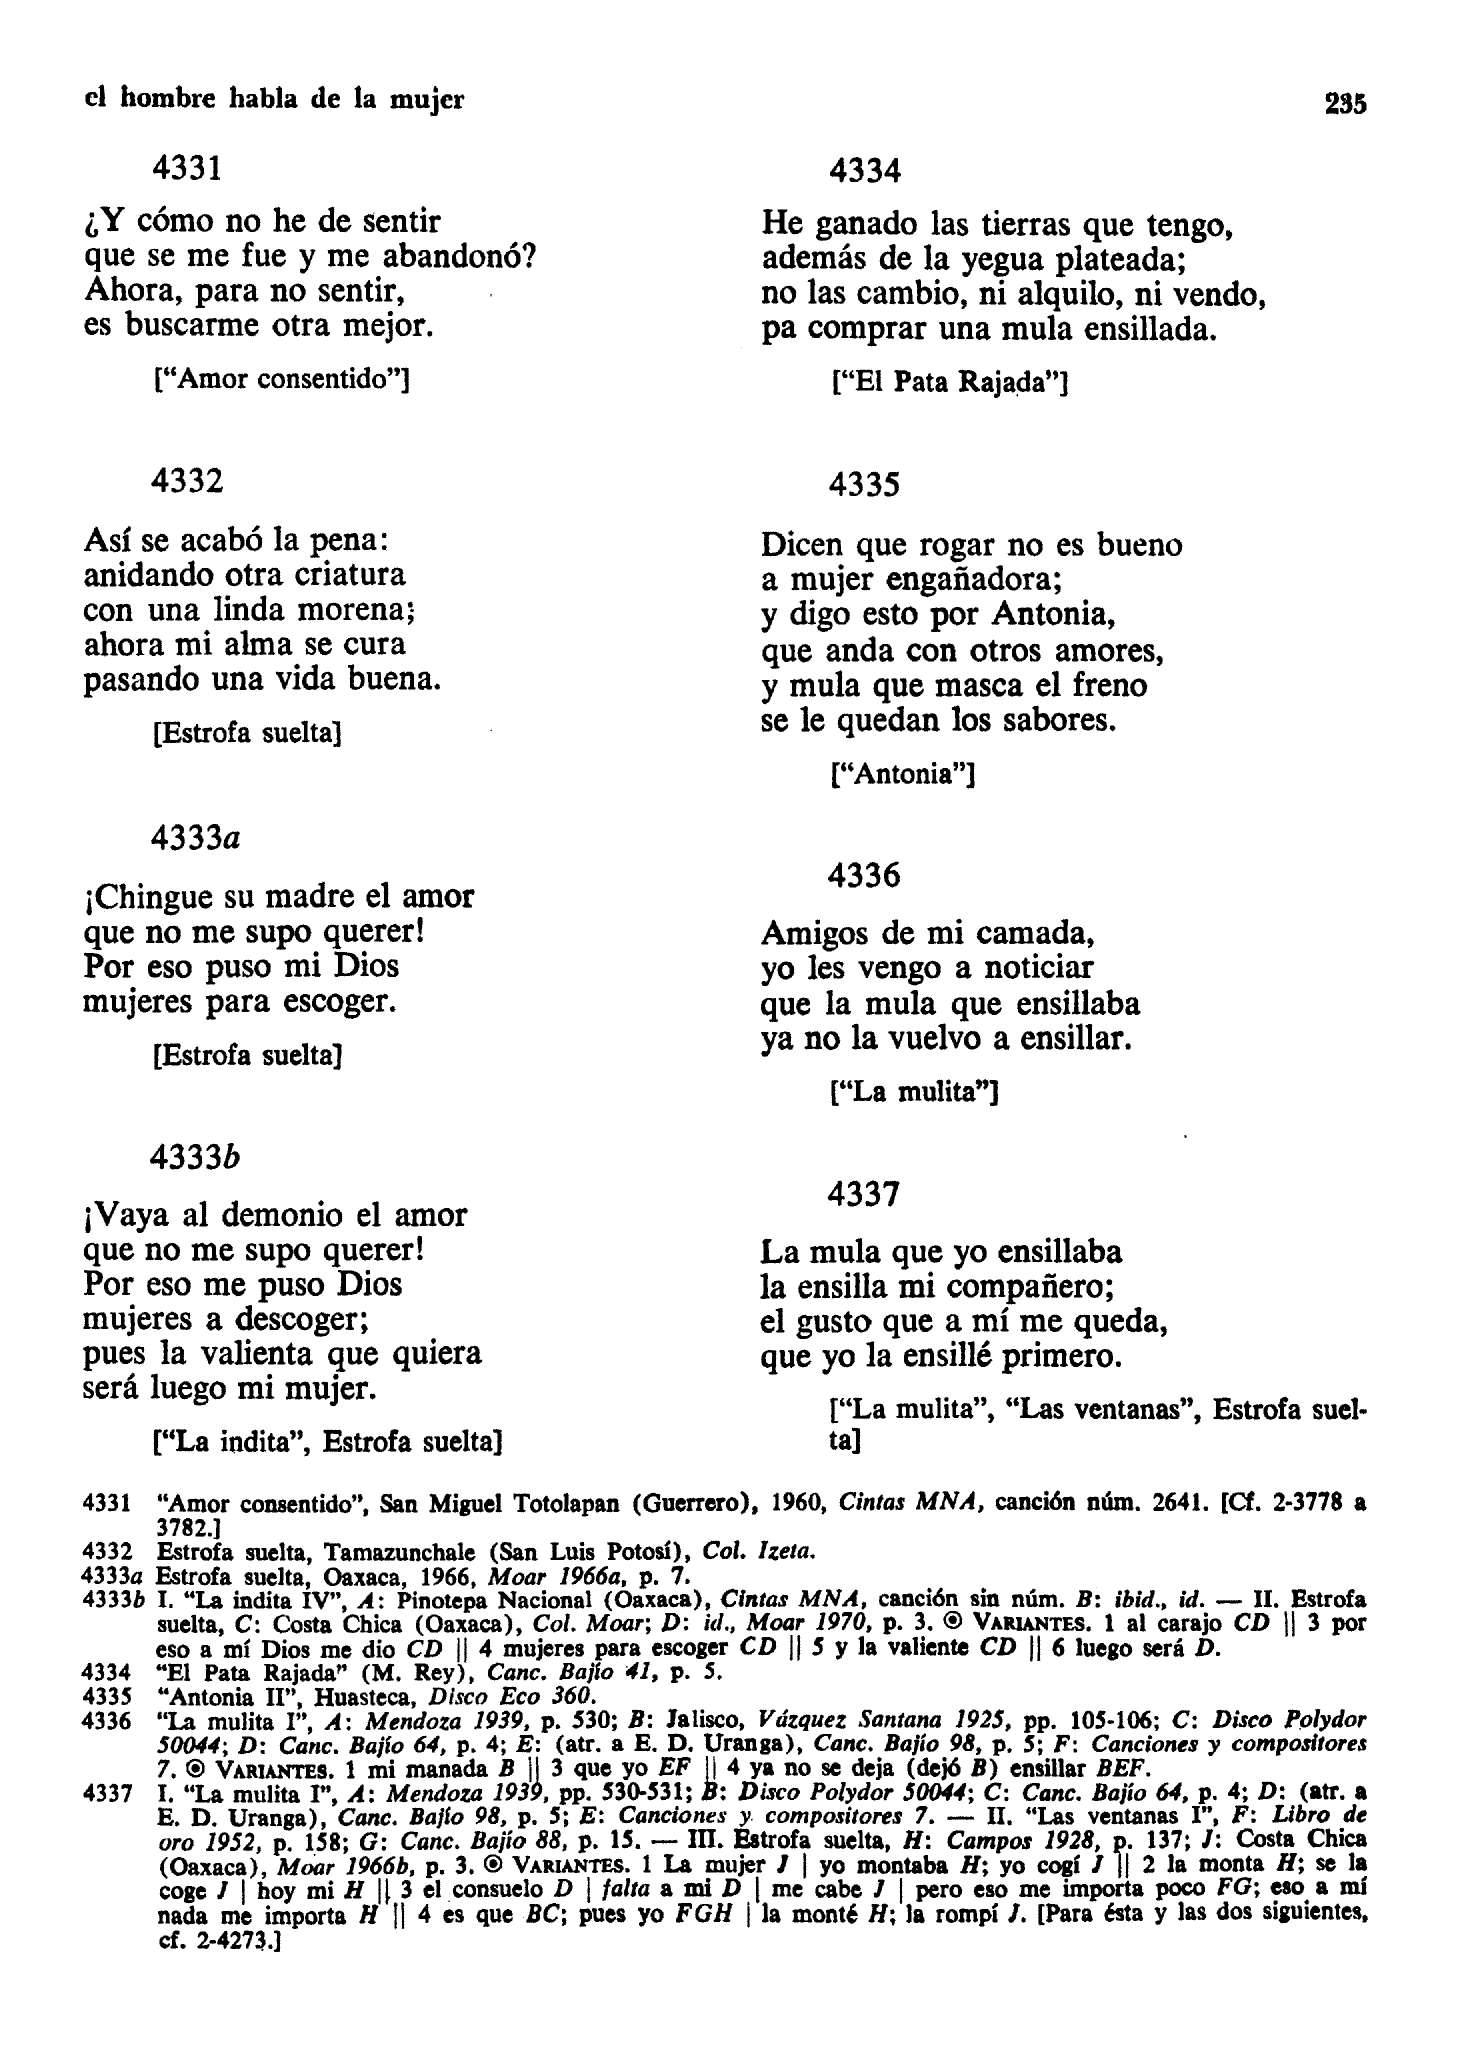 el hombre habla de la mujer
235
4331
¿Y cómo no he de sentir
que se me fue y me abandonó?
Ahora, para no sentir,
es buscarme otra mejor.
[“Amor consentido”]
4332
Así se acabó la pena:
anidando otra criatura
con una linda morena;
ahora mi alma se cura
pasando una vida buena.
[Estrofa suelta]
4333a
¡Chingue su madre el amor
que no me supo querer!
Por eso puso mi Dios
mujeres para escoger.
[Estrofa suelta]
4333b
¡Vaya al demonio el amor
que no me supo querer!
Por eso me puso Dios
mujeres a descoger;
pues la valienta que quiera
será luego mi mujer.
[“La indita”, Estrofa suelta]
4334
He ganado las tierras que tengo,
además de la yegua plateada;
no las cambio, ni alquilo, ni vendo,
pa comprar una mula ensillada.
[“El Pata Rajada”]
4335
Dicen que rogar no es bueno
a mujer engañadora;
y digo esto por Antonia,
que anda con otros amores,
y mula que masca el freno
se le quedan los sabores.
[“Antonia”]
4336
Amigos de mi camada,
yo les vengo a noticiar
que la mula que ensillaba
ya no la vuelvo a ensillar.
[“La mulita”]
4337
La mula que yo ensillaba
la ensilla mi compañero;
el gusto que a mí me queda,
que yo la ensillé primero.
[“La mulita”, “Las ventanas”, Estrofa suel-
ta]
4331 “Amor consentido”, San Miguel Totolapan (Guerrero), 1960, Cintas MNA, canción núm. 2641. [Cf. 2-3778 a
3782.]
4332 Estrofa suelta, Tamazunchale (San Luis Potosí), Col. Izeta.
4333a Estrofa suelta, Oaxaca, 1966, Moar 1966a, p. 7.
4333b I. “La indita IV”, A: Pinotepa Nacional (Oaxaca), Cintas MNA, canción sin núm. B: ibid., id. — II. Estrofa
suelta, C: Costa Chica (Oaxaca), Col. Moar; D: id., Moar 1970, p. 3. ⊙ VARIANTES. 1 al carajo CD || 3 por
eso a mí Dios me dio CD || 4 mujeres para escoger CD || 5 y la valiente CD || 6 luego será D.
4334 “El Pata Rajada” (M. Rey), Canc. Bajío 41, p. 5.
4335 “Antonia II”, Huasteca, Disco Eco 360.
4336 “La mulita I”, A: Mendoza 1939, p. 530; B: Jalisco, Vázquez Santana 1925, pp. 105-106; C: Disco Polydor
50044; D: Canc. Bajío 64, p. 4; E: (atr. a E. D. Uranga), Canc. Bajío 98, p. 5; F: Canciones y compositores
7. ⊙ VARIANTES. 1 mi manada B || 3 que yo EF || 4 ya no se deja (dejó B) ensillar BEF.
4337 I. “La mulita I”, A: Mendoza 1939, pp. 530-531; B: Disco Polydor 50044; C: Canc. Bajío 64, p. 4; D: (atr. a
E. D. Uranga), Canc. Bajío 98, p. 5; E: Canciones y compositores 7. — II. “Las ventanas I”, F: Libro de
oro 1952, p. 158; G: Canc. Bajío 88, p. 15. — III. Estrofa suelta, H: Campos 1928, p. 137; J: Costa Chica
(Oaxaca), Moar 1966b, p. 3. ⊙ VARIANTES. 1 La mujer J | yo montaba H; yo cogí J || 2 la monta H; se la
coge J | hoy mi H || 3 el consuelo D | falta a mi D | me cabe J | pero eso me importa poco FG; eso a mí
nada me importa H || 4 es que BC; pues yo FGH | la monté H; la rompí J. [Para ésta y las dos siguientes,
cf. 2-4273.]